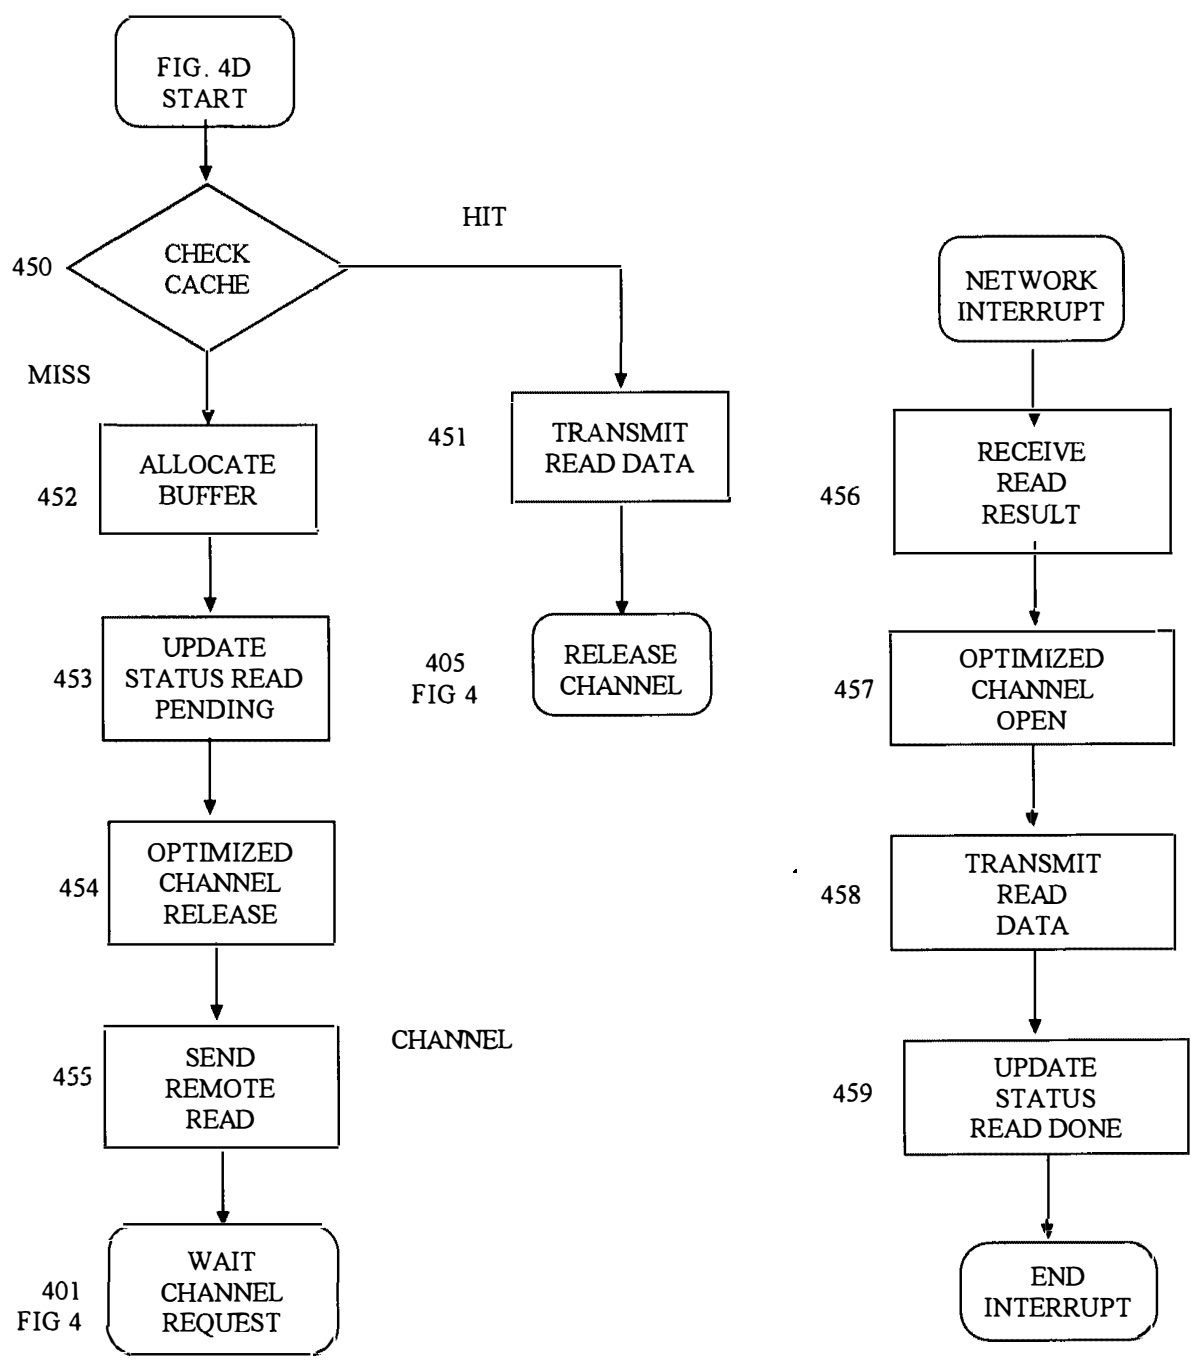 FIG. 4D
START
HIT
450
CHECK
CACHE
MISS
452
ALLOCATE
BUFFER
451
TRANSMIT
READ DATA
453
UPDATE
STATUS READ
PENDING
405
FIG 4
RELEASE
CHANNEL
454
OPTIMIZED
CHANNEL
RELEASE
455
SEND
REMOTE
READ
CHANNEL
401
FIG 4
WAIT
CHANNEL
REQUEST
NETWORK
INTERRUPT
456
RECEIVE
READ
RESULT
457
OPTIMIZED
CHANNEL
OPEN
458
TRANSMIT
READ
DATA
459
UPDATE
STATUS
READ DONE
END
INTERRUPT